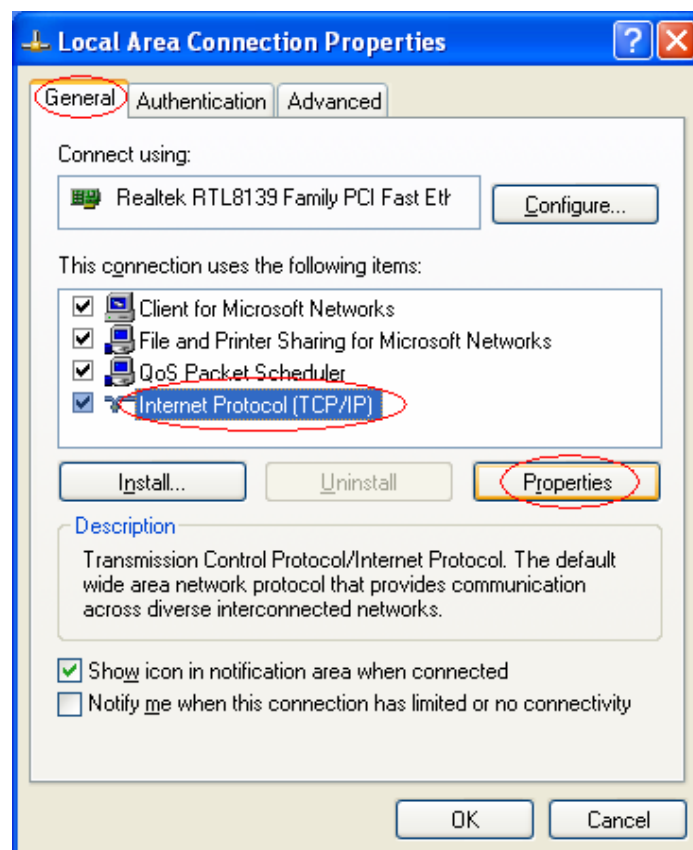 Local Area Connection Properties
General Authentication Advanced
Connect using:
Realtek RTL8139 Family PCI Fast Eth
Configure...
This connection uses the following items:
Client for Microsoft Networks
File and Printer Sharing for Microsoft Networks
QoS Packet Scheduler
Internet Protocol (TCP/IP)
Install... Uninstall Properties
Description
Transmission Control Protocol/Internet Protocol. The default
wide area network protocol that provides communication
across diverse interconnected networks.
Show icon in notification area when connected
Notify me when this connection has limited or no connectivity
OK Cancel